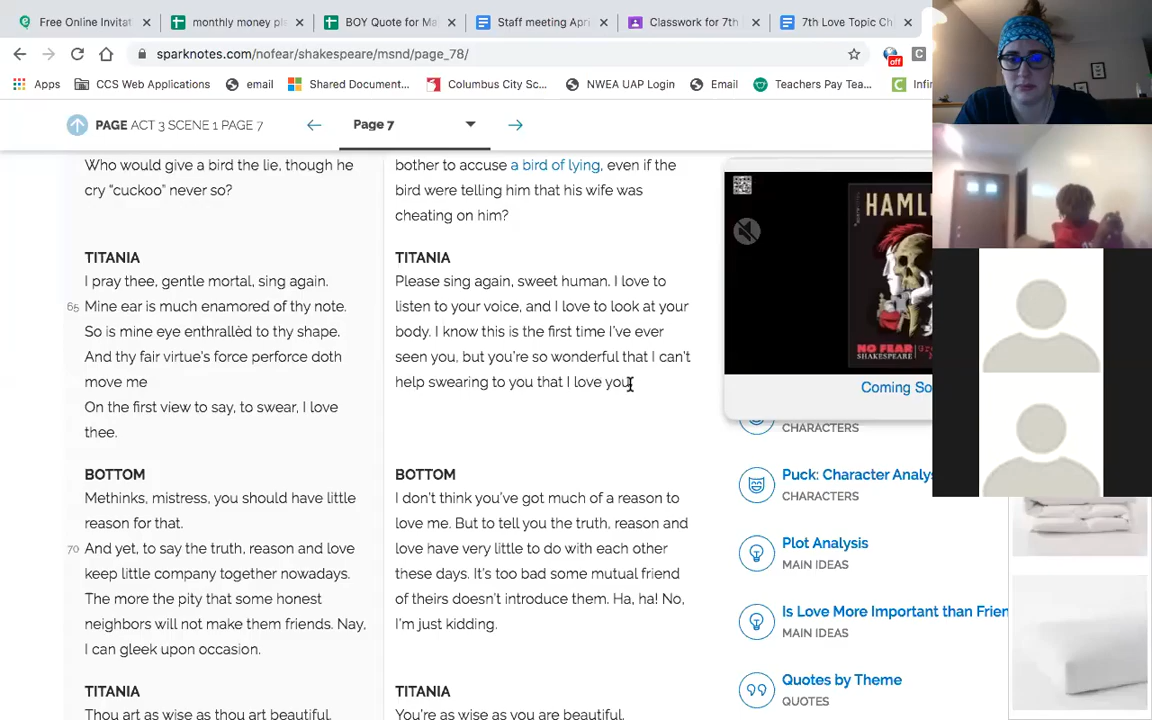 Free Online Invitat
monthly money pl
BOY Quote for Ma
Staff meeting Apri
Classwork for 7th
7th Love Topic Ch
sparknotes.com/nofear/shakespeare/msnd/page_78/
off
Apps
CCS Web Applications
email
Shared Document...
Columbus City Sc...
NWEA UAP Login
Email
Teachers Pay Tea...
Infin
PAGE ACT 3 SCENE 1 PAGE 7
Page 7
Who would give a bird the lie, though he
cry “cuckoo” never so?
TITANIA
I pray thee, gentle mortal, sing again.
65 Mine ear is much enamored of thy note.
So is mine eye enthrallèd to thy shape.
And thy fair virtue’s force perforce doth
move me
On the first view to say, to swear, I love
thee.
BOTTOM
Methinks, mistress, you should have little
reason for that.
70 And yet, to say the truth, reason and love
keep little company together nowadays.
The more the pity that some honest
neighbors will not make them friends. Nay,
I can gleek upon occasion.
TITANIA
Thou art as wise as thou art beautiful.
bother to accuse a bird of lying, even if the
bird were telling him that his wife was
cheating on him?
TITANIA
Please sing again, sweet human. I love to
listen to your voice, and I love to look at your
body. I know this is the first time I’ve ever
seen you, but you’re so wonderful that I can’t
help swearing to you that I love you.
BOTTOM
I don’t think you’ve got much of a reason to
love me. But to tell you the truth, reason and
love have very little to do with each other
these days. It’s too bad some mutual friend
of theirs doesn’t introduce them. Ha, ha! No,
I’m just kidding.
TITANIA
You’re as wise as you are beautiful.
HAML
NO FEAR
SHAKESPEARE
Coming So
CHARACTERS
Puck: Character Analys
CHARACTERS
Plot Analysis
MAIN IDEAS
Is Love More Important than Frien
MAIN IDEAS
Quotes by Theme
QUOTES